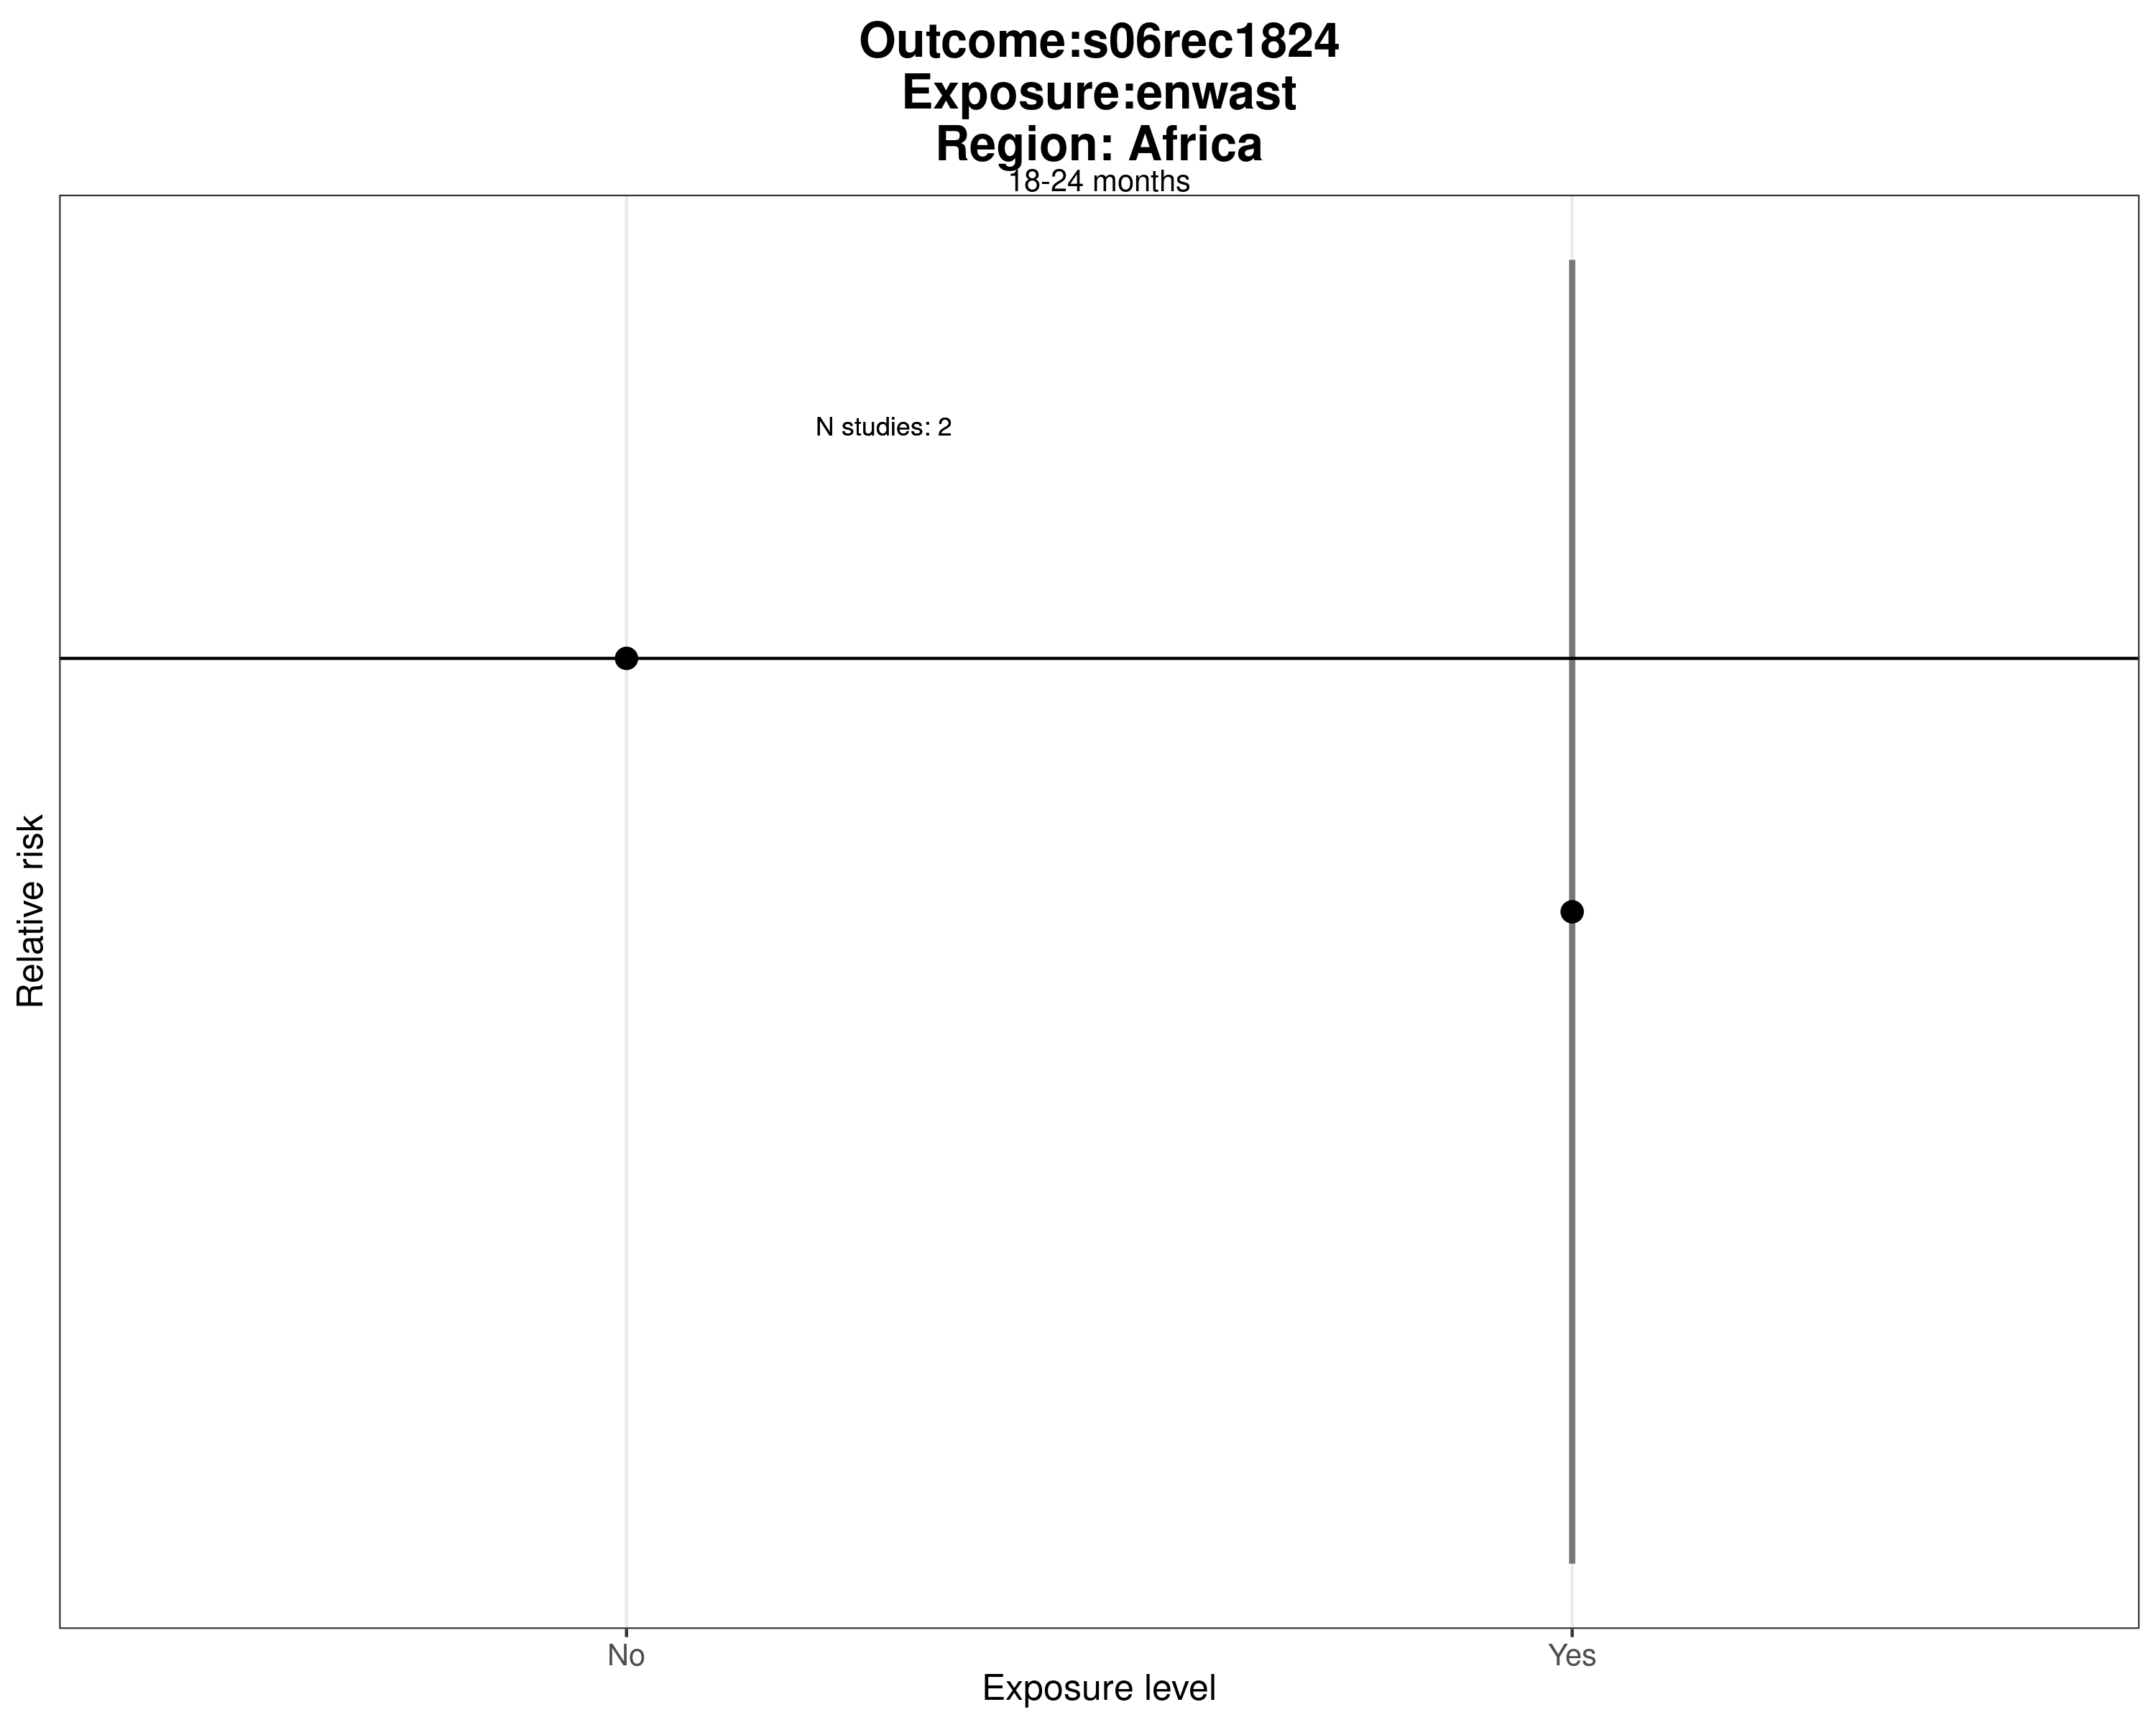 Outcome:s06rec1824
Exposure:enwast
Region: Africa
18-24 months
N studies: 2
Relative risk
No
Yes
Exposure level